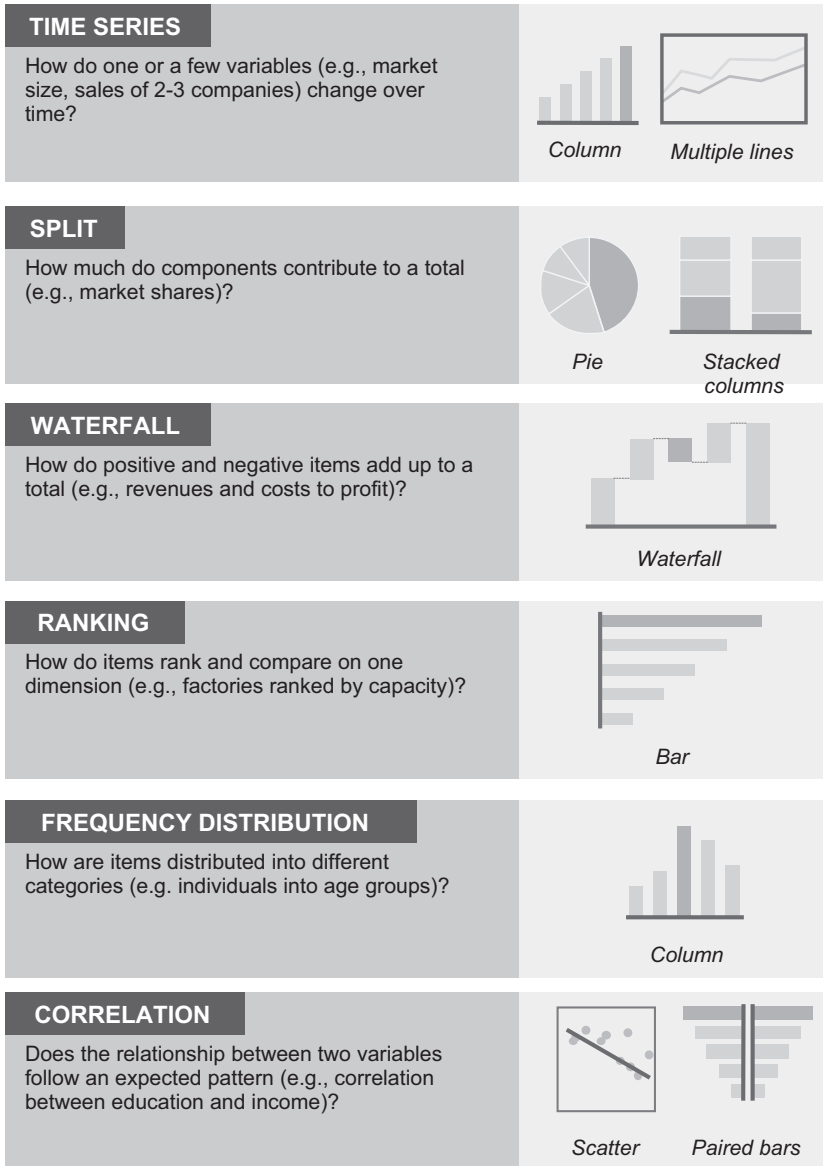 TIME SERIES
How do one or a few variables (e.g., market
size, sales of 2-3 companies) change over
time?
Column
Multiple lines
SPLIT
How much do components contribute to a total
(e.g., market shares)?
Pie
Stacked
columns
WATERFALL
How do positive and negative items add up to a
total (e.g., revenues and costs to profit)?
Waterfall
RANKING
How do items rank and compare on one
dimension (e.g., factories ranked by capacity)?
Bar
FREQUENCY DISTRIBUTION
How are items distributed into different
categories (e.g. individuals into age groups)?
Column
CORRELATION
Does the relationship between two variables
follow an expected pattern (e.g., correlation
between education and income)?
Scatter
Paired bars